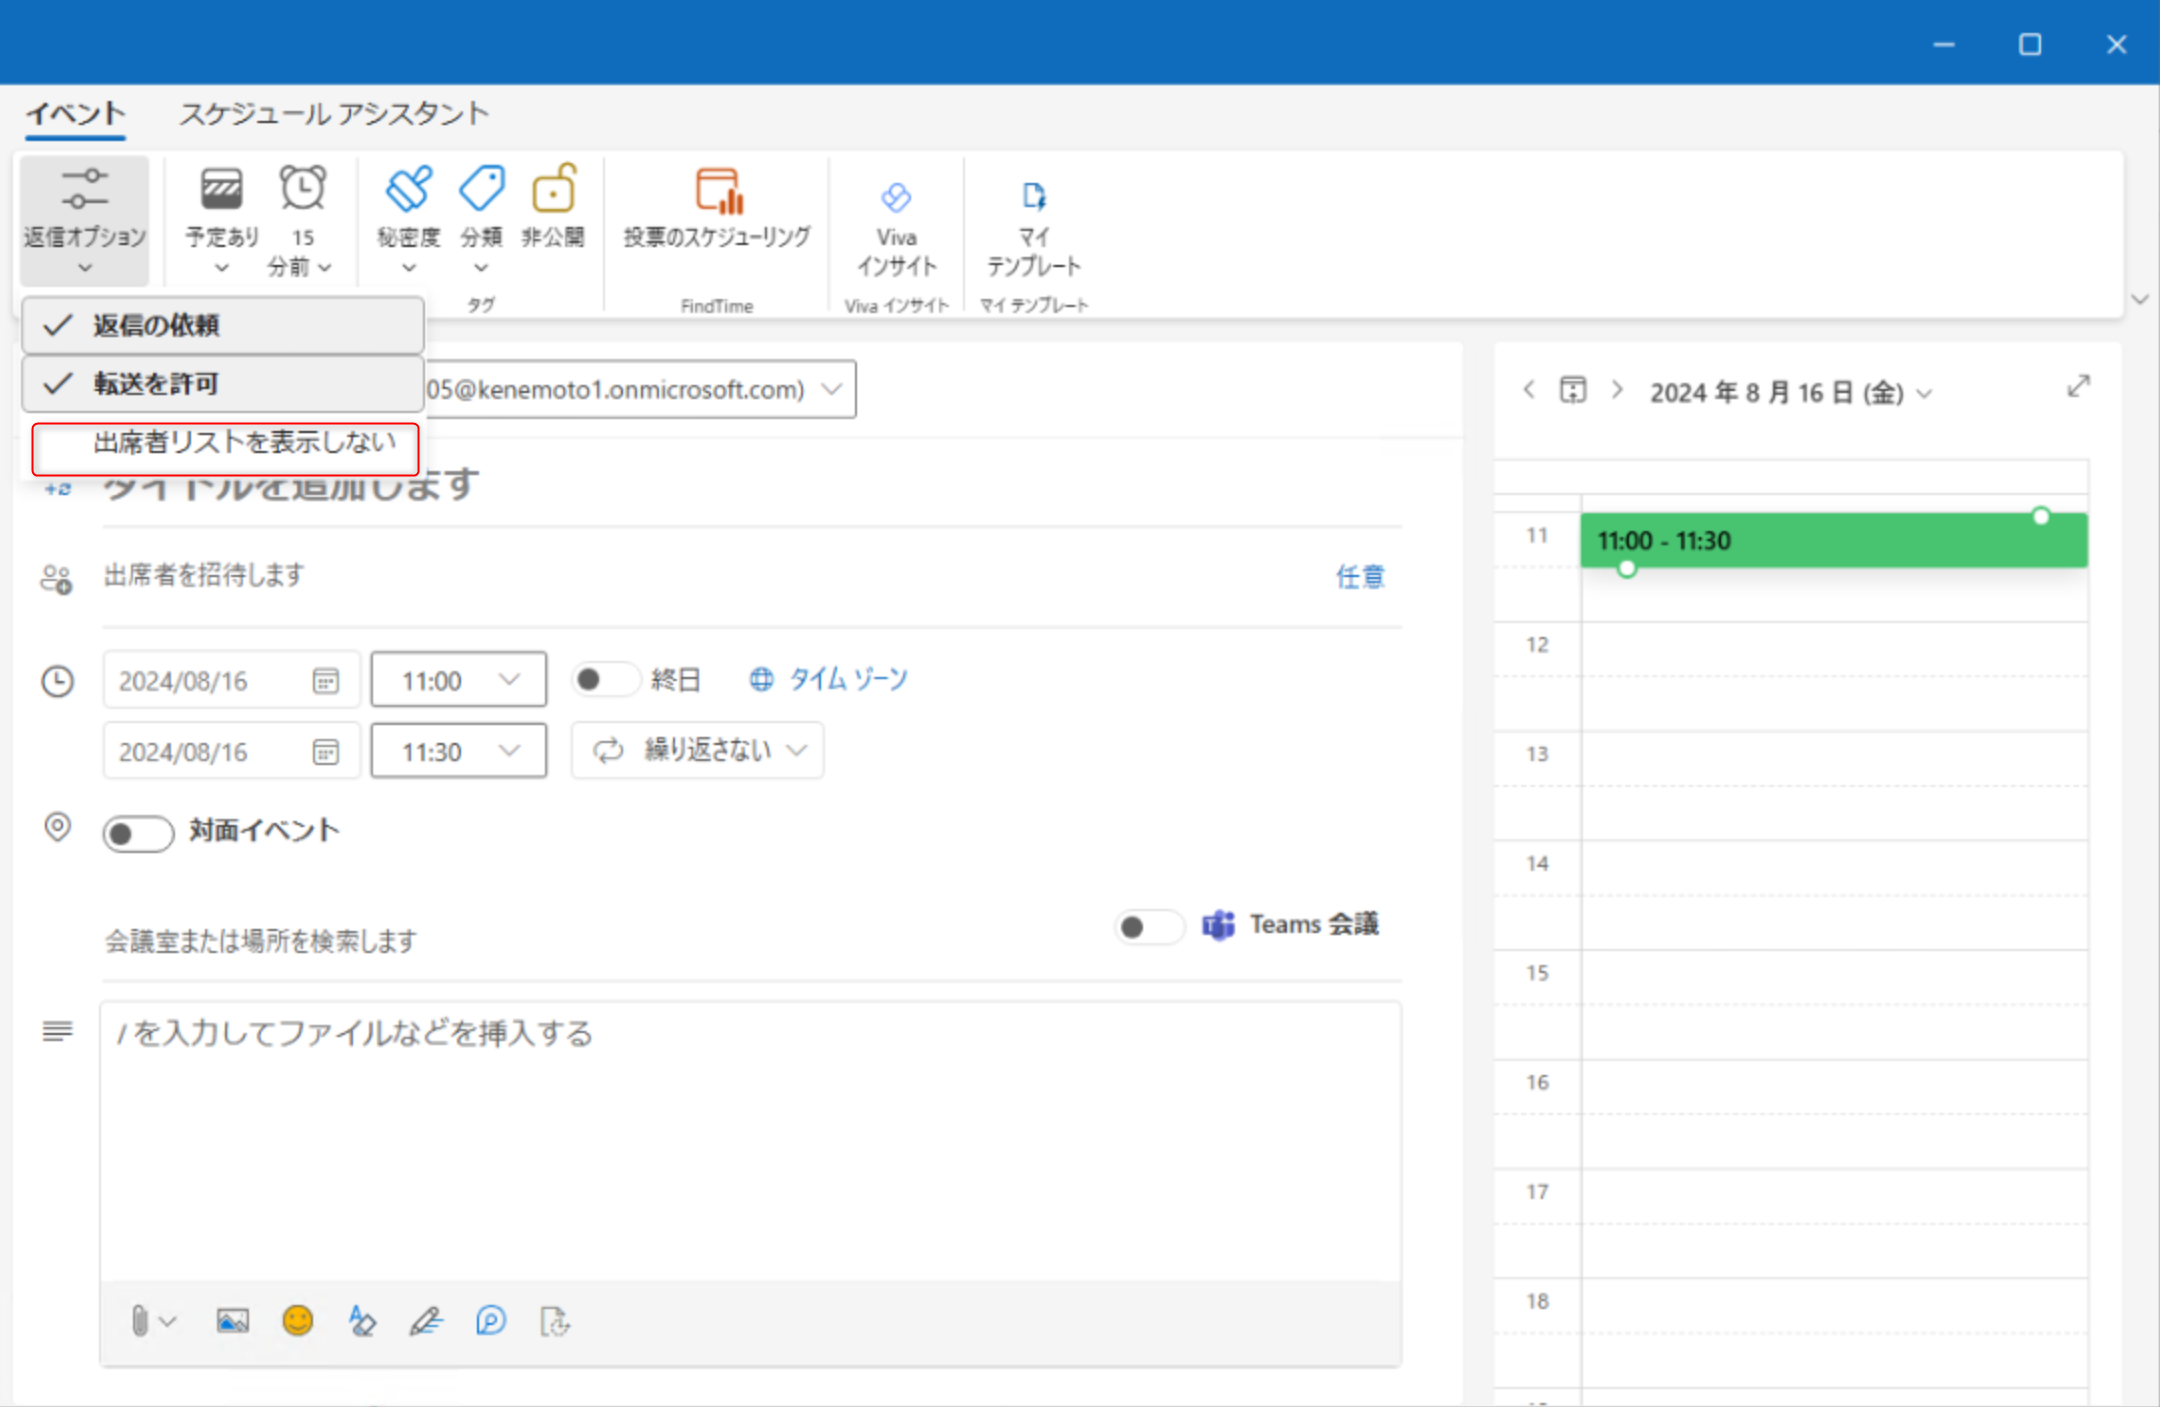 イベント
スケジュール アシスタント
返信オプション
予定あり
15
分前
秘密度
分類
非公開
投票のスケジューリング
Viva
インサイト
マイ
テンプレート
タグ
FindTime
Viva インサイト
マイ テンプレート
返信の依頼
転送を許可
出席者リストを表示しない
05@kenemoto1.onmicrosoft.com)
タイトルを追加します
出席者を招待します
任意
2024/08/16
11:00
終日
タイム ゾーン
2024/08/16
11:30
繰り返さない
対面イベント
会議室または場所を検索します
Teams 会議
/ を入力してファイルなどを挿入する
2024 年 8 月 16 日 (金)
11
11:00 - 11:30
12
13
14
15
16
17
18